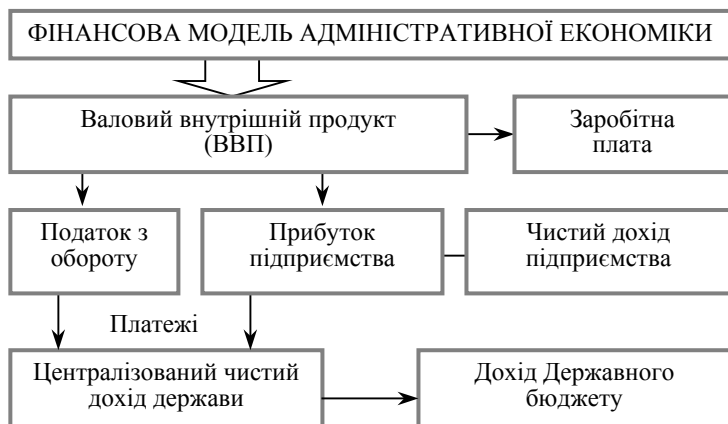 ФІНАНСОВА МОДЕЛЬ АДМІНІСТРАТИВНОЇ ЕКОНОМІКИ
Валовий внутрішній продукт
(ВВП)
Заробітна
плата
Податок з
обороту
Прибуток
підприємства
Чистий дохід
підприємства
Платежі
Централізований чистий
дохід держави
Дохід Державного
бюджету